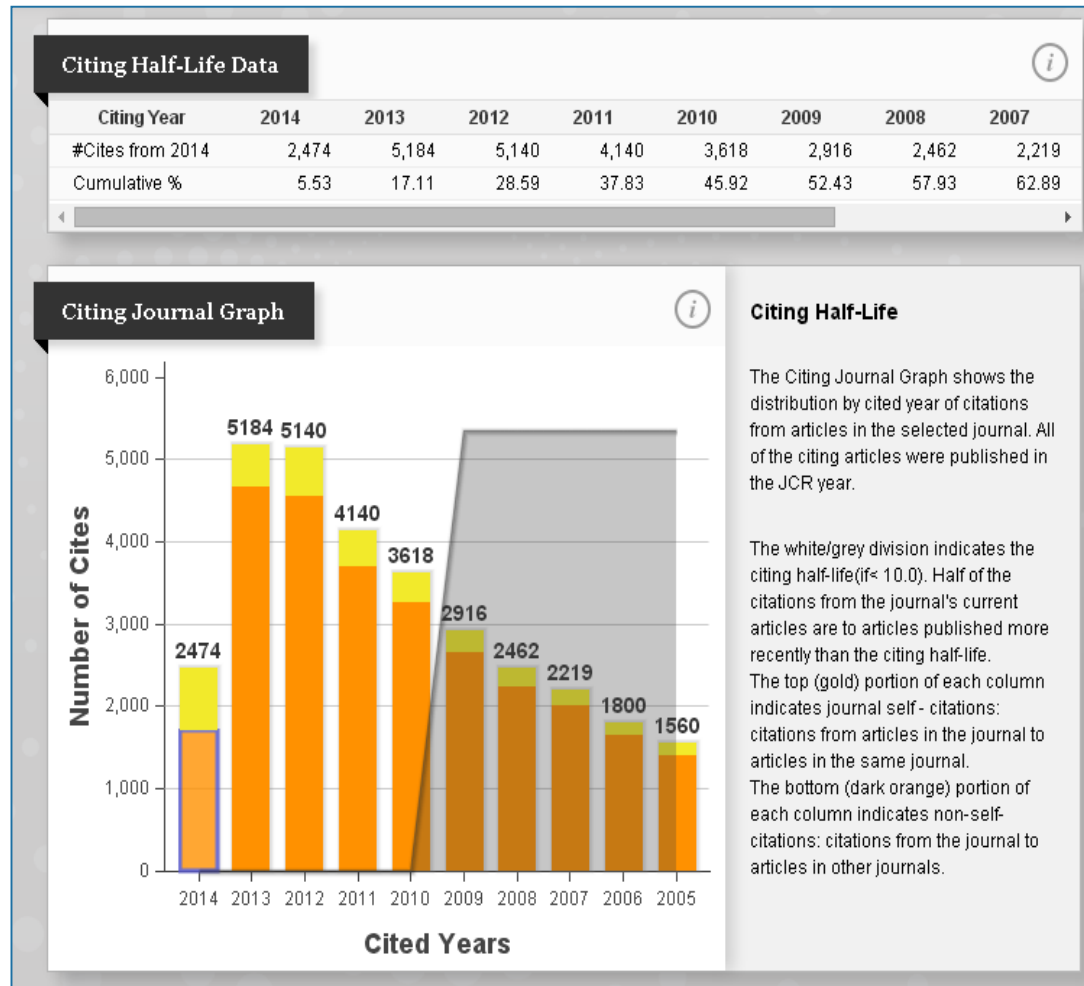 Citing Half-Life Data
i
Citing Year 2014 2013 2012 2011 2010 2009 2008 2007
#Cites from 2014 2,474 5,184 5,140 4,140 3,618 2,916 2,462 2,219
Cumulative % 5.53 17.11 28.59 37.83 45.92 52.43 57.93 62.89
Citing Journal Graph
i
6,000
5,000
4,000
3,000
2,000
1,000
0
Number of Cites
2474
5184
5140
4140
3618
2916
2462
2219
1800
1560
2014 2013 2012 2011 2010 2009 2008 2007 2006 2005
Cited Years
Citing Half-Life
The Citing Journal Graph shows the
distribution by cited year of citations
from articles in the selected journal. All
of the citing articles were published in
the JCR year.
The white/grey division indicates the
citing half-life(if< 10.0). Half of the
citations from the journal's current
articles are to articles published more
recently than the citing half-life.
The top (gold) portion of each column
indicates journal self - citations:
citations from articles in the journal to
articles in the same journal.
The bottom (dark orange) portion of
each column indicates non-self-
citations: citations from the journal to
articles in other journals.